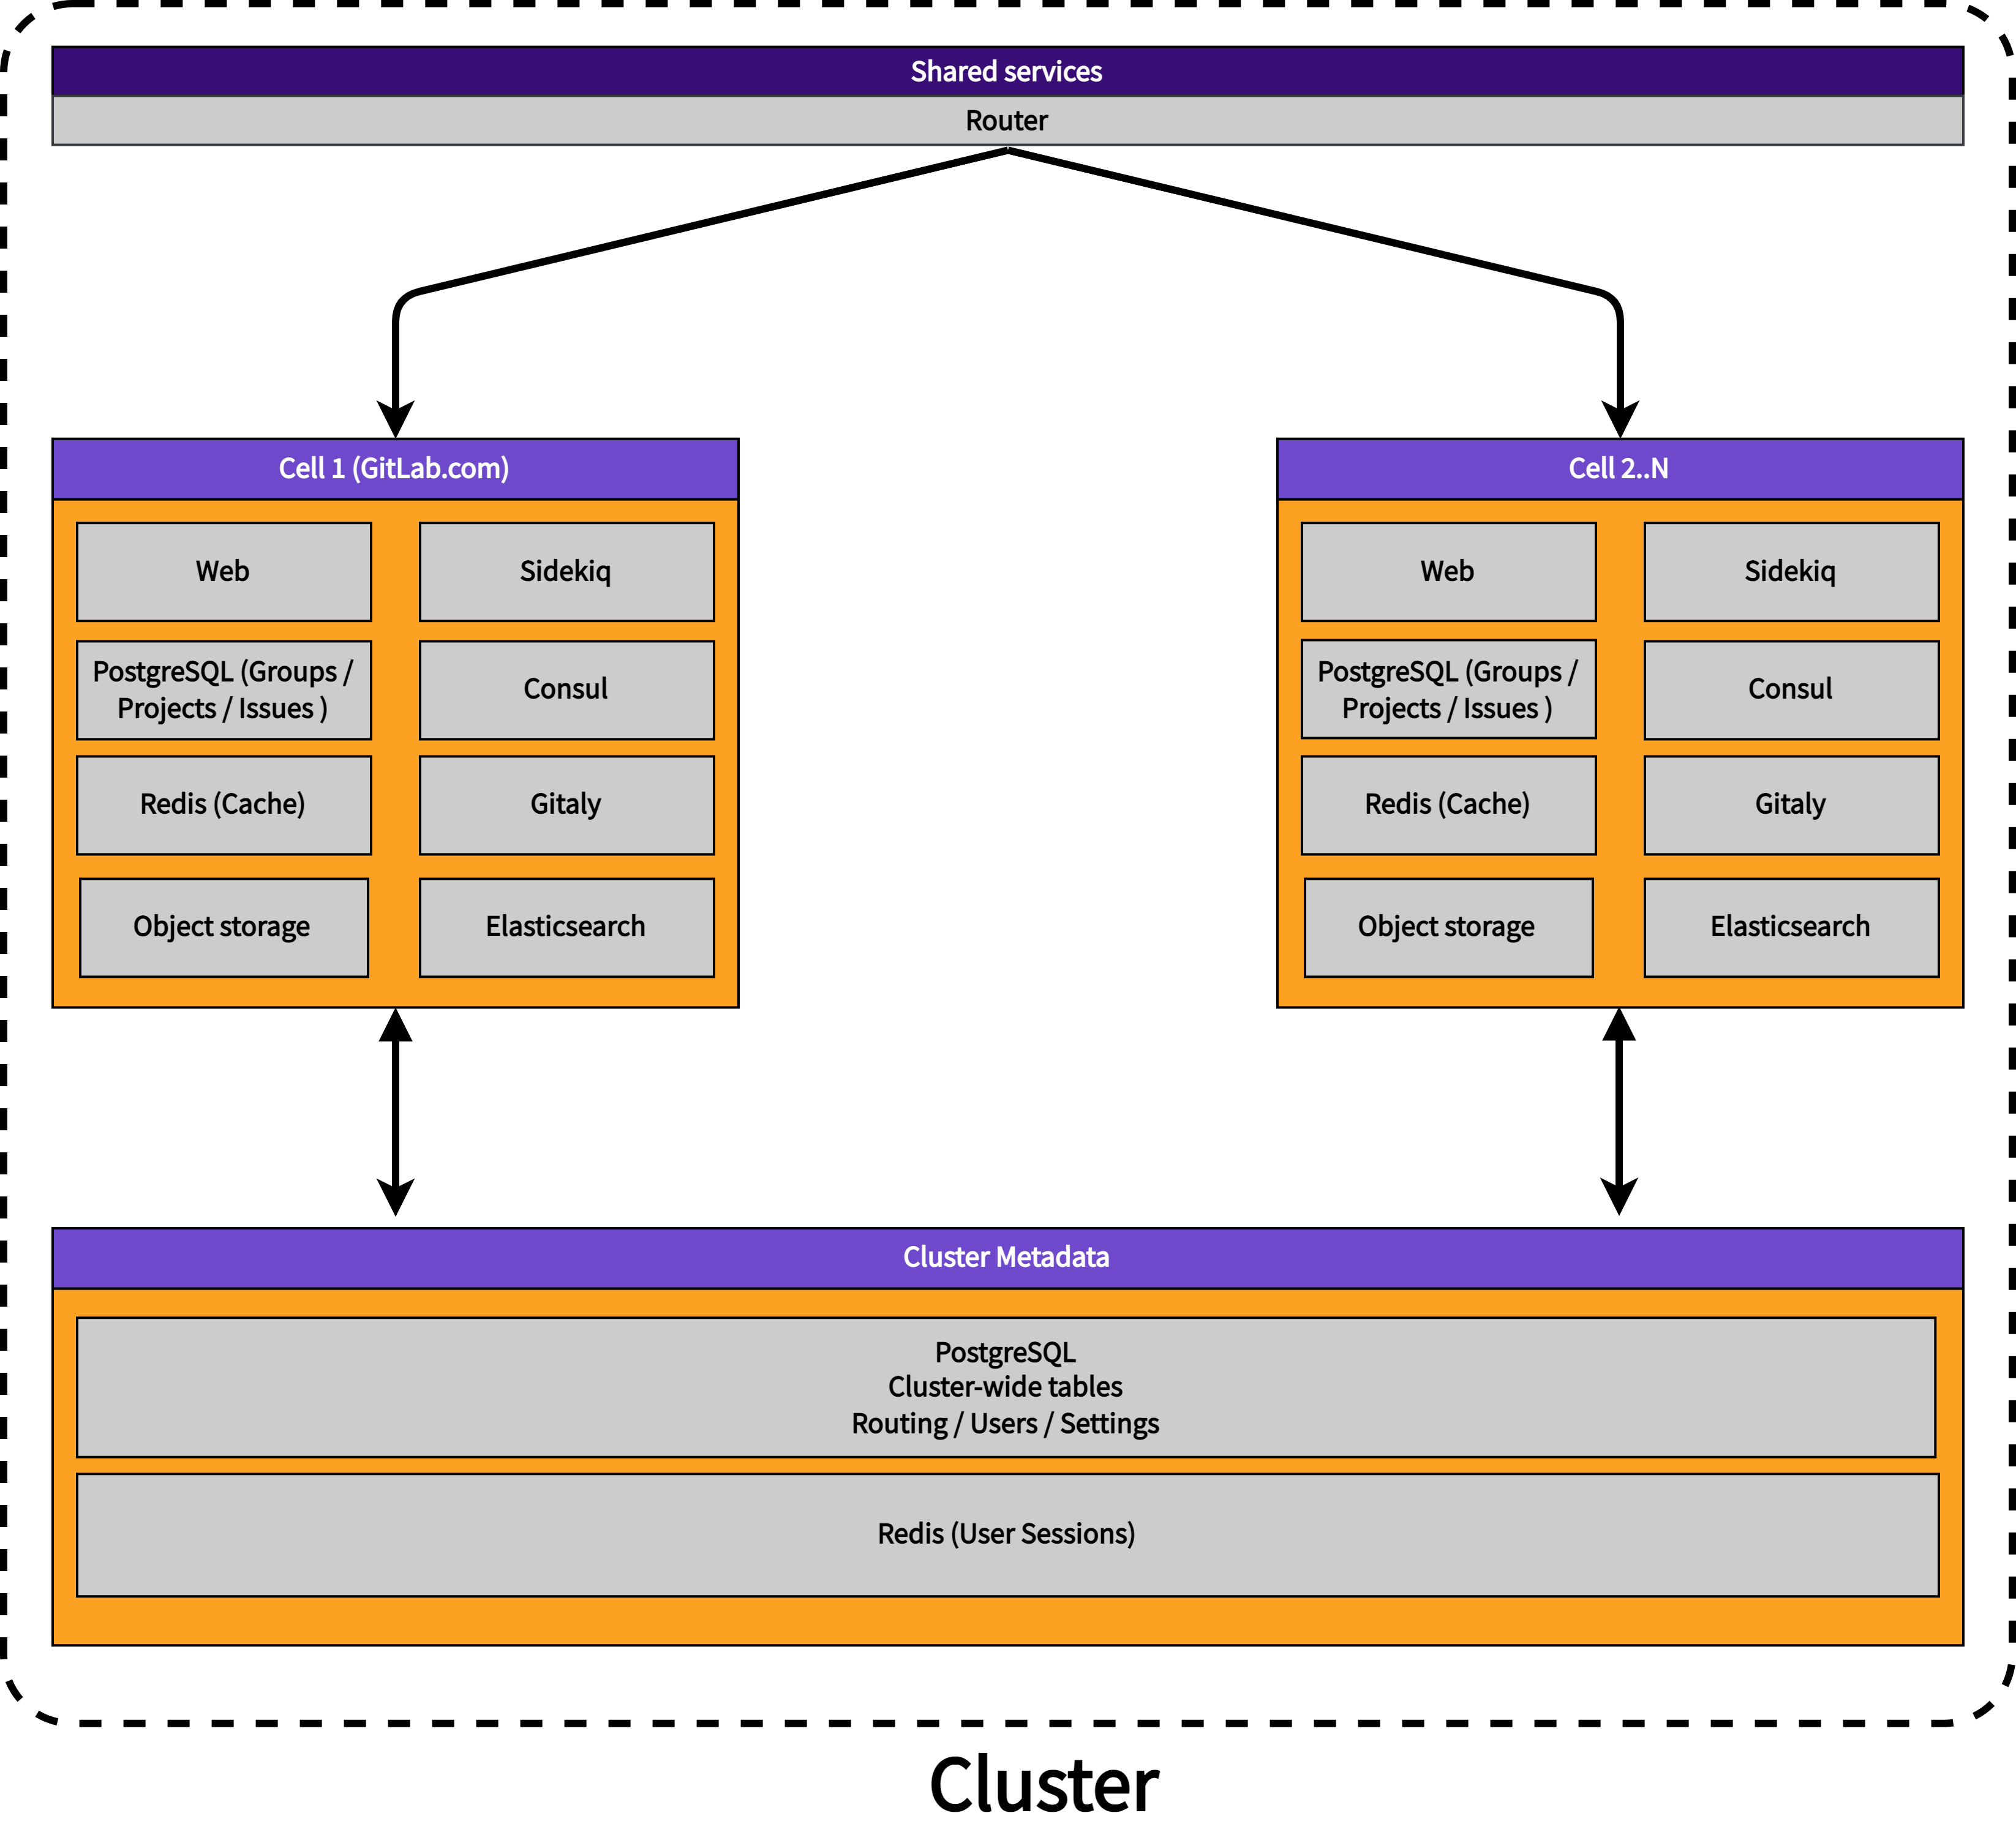 Shared services
Router
Cell 1 (GitLab.com)
Web
Sidekiq
PostgreSQL (Groups /
Projects / Issues )
Consul
Redis (Cache)
Gitaly
Object storage
Elasticsearch
Cell 2..N
Web
Sidekiq
PostgreSQL (Groups /
Projects / Issues )
Consul
Redis (Cache)
Gitaly
Object storage
Elasticsearch
Cluster Metadata
PostgreSQL
Cluster-wide tables
Routing / Users / Settings
Redis (User Sessions)
Cluster